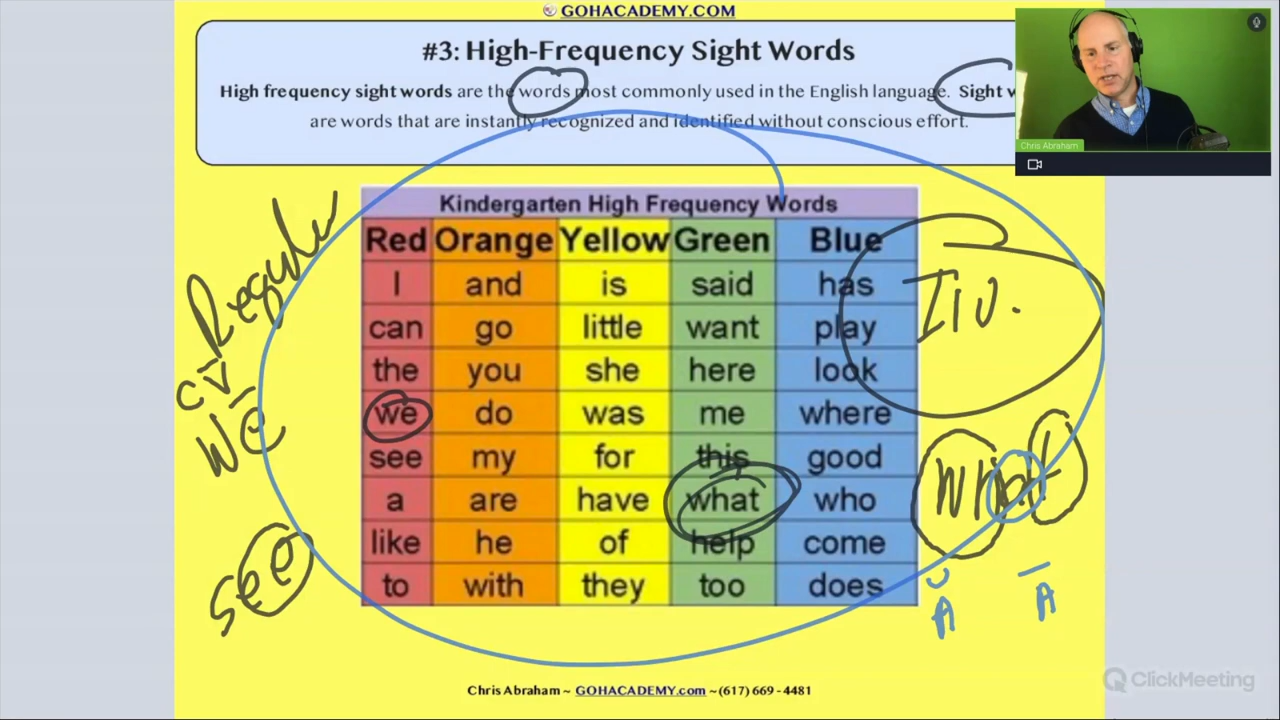 GOHACADEMY.COM
#3: High-Frequency Sight Words
High frequency sight words are the words most commonly used in the English language. Sight w
are words that are instantly recognized and identified without conscious effort.
Chris Abraham
Kindergarten High Frequency Words
Red Orange Yellow Green Blue
I and is said has
can go little want play
the you she here look
we do was me where
see my for this good
a are have what who
like he of help come
to with they too does
Regular
CV
We
See
What
A A
Chris Abraham ~ GOHACADEMY.com ~(617) 669 - 4481
ClickMeeting